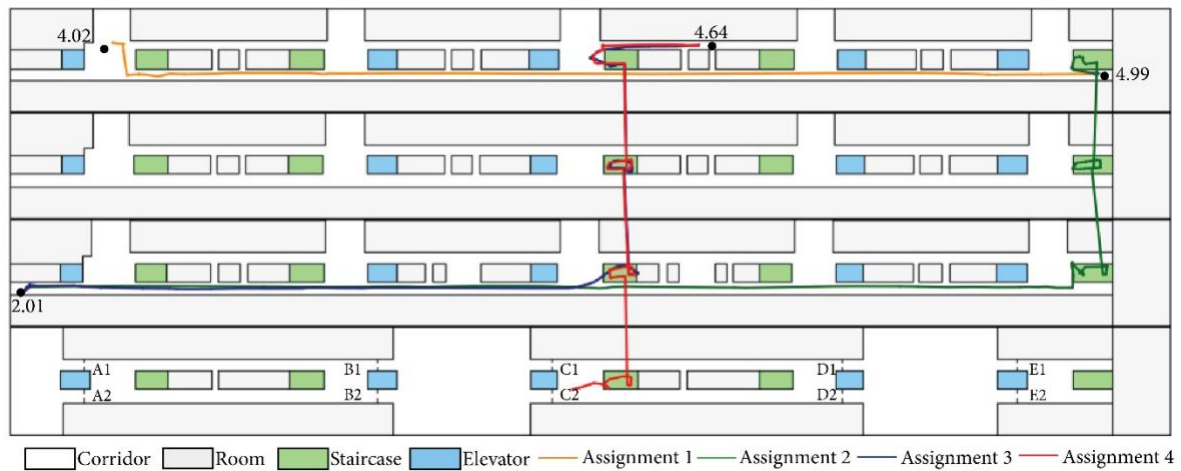 4.02
4.64
4.99
2.01
A1 B1 C1 D1 E1
A2 B2 C2 D2 E2
Corridor Room Staircase Elevator Assignment 1 Assignment 2 Assignment 3 Assignment 4